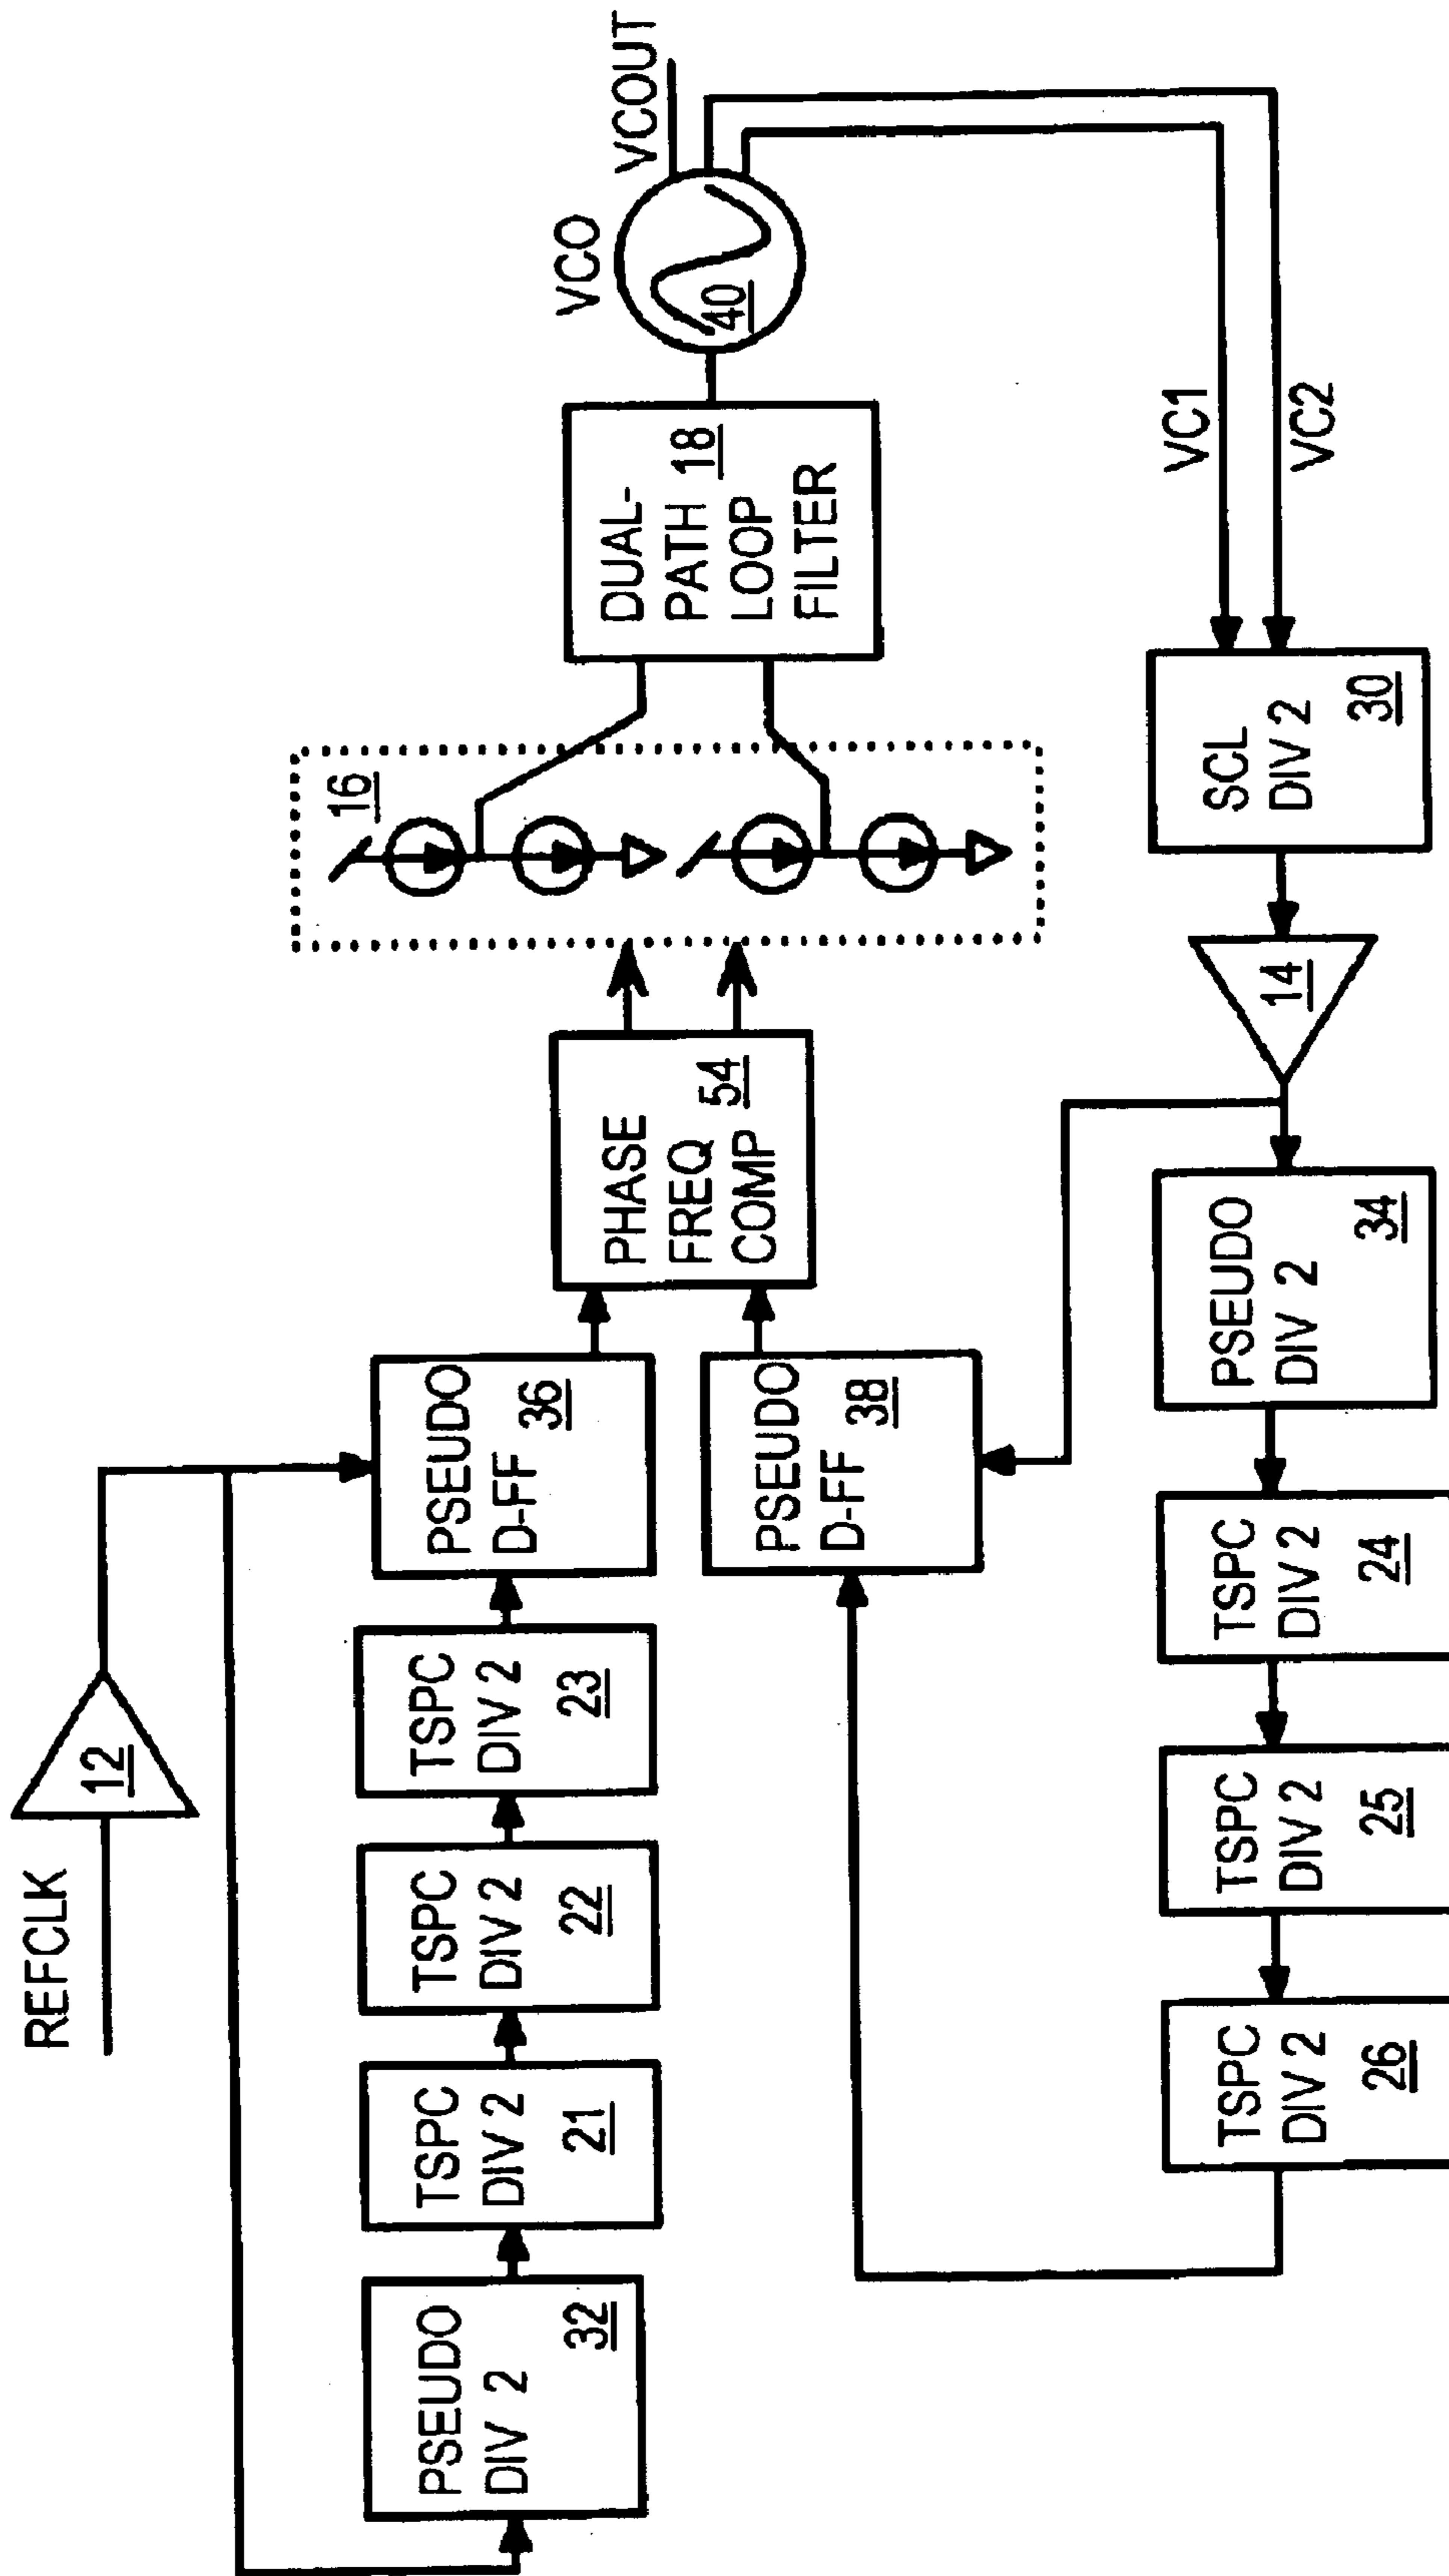 REFCLK
12
PSEUDO
DIV 2
32
TSPC
DIV 2
21
TSPC
DIV 2
22
TSPC
DIV 2
23
PSEUDO
D-FF
36
PSEUDO
D-FF
38
PHASE
FREQ
COMP
54
16
DUAL-
PATH
LOOP
FILTER
18
VCO
40
VCOUT
VC1
VC2
SCL
DIV 2
30
14
PSEUDO
DIV 2
34
TSPC
DIV 2
24
TSPC
DIV 2
25
TSPC
DIV 2
26